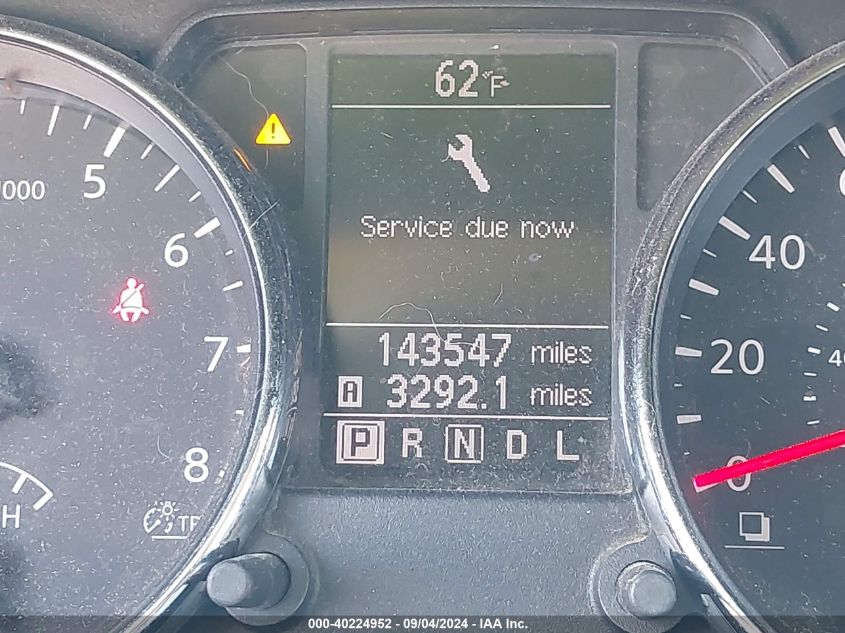 62°F
Service due now
143547 miles
A 3292.1 miles
P R N D L
5
6
7
8
H
40
20
0
000-40224952 - 09/04/2024 - IAA Inc.